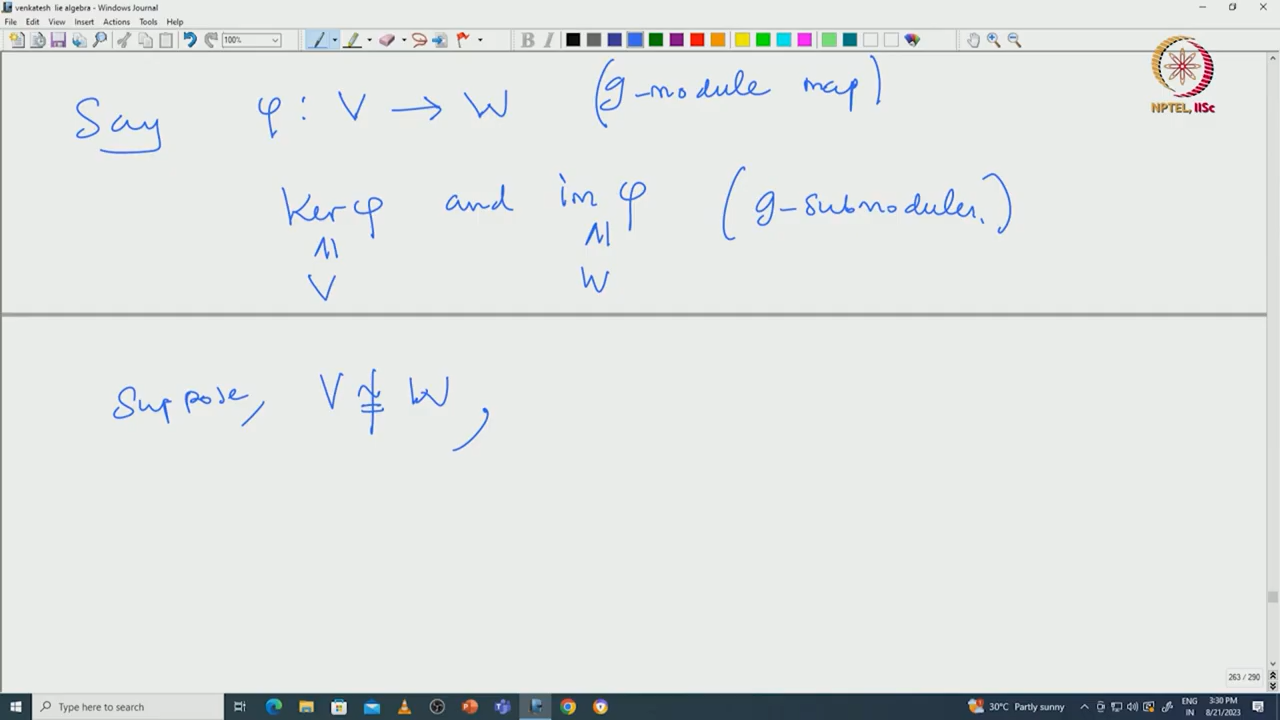 venkatesh lie algebra - Windows Journal
File Edit View Insert Actions Tools Help
100%
B I
NPTEL, IISc
Say φ : V → W (g-module map)
Ker φ and im φ (g-submodules.)
V W
Suppose, V ≇ W,
263 / 290
Type here to search
30°C Partly sunny
ENG
IN
3:30 PM
8/21/2023